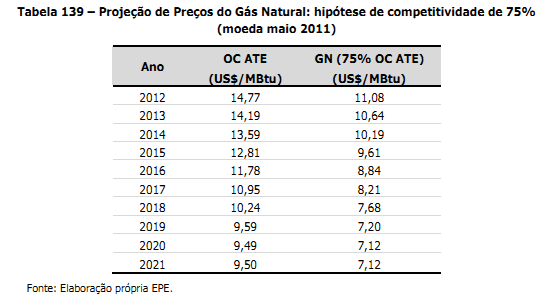 Tabela 139 – Projeção de Preços do Gás Natural: hipótese de competitividade de 75%
(moeda maio 2011)
Ano OC ATE (US$/MBtu) GN (75% OC ATE) (US$/MBtu)
2012 14,77 11,08
2013 14,19 10,64
2014 13,59 10,19
2015 12,81 9,61
2016 11,78 8,84
2017 10,95 8,21
2018 10,24 7,68
2019 9,59 7,20
2020 9,49 7,12
2021 9,50 7,12
Fonte: Elaboração própria EPE.